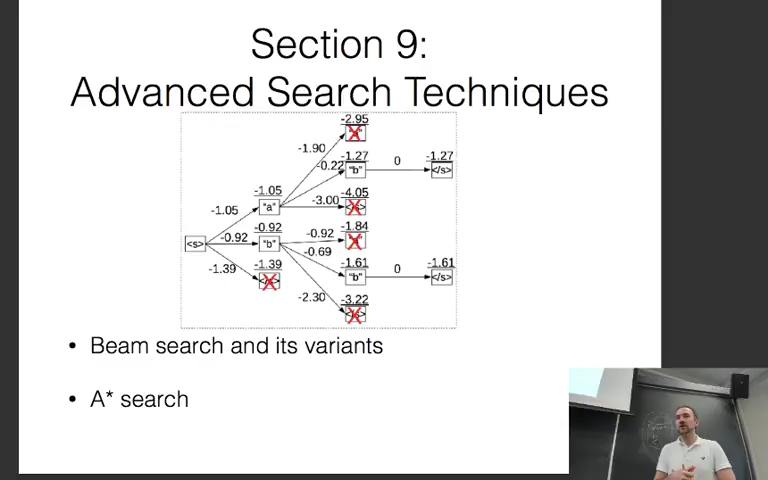 Section 9:
Advanced Search Techniques
-2.95
-1.90
"a"
-1.27
-0.22
"b"
0
-1.27
</s>
-1.05
"a"
-3.00
-4.05
-1.05
-0.92
-1.84
<s>
-0.92
"b"
-0.92
-0.69
-1.39
-1.39
-1.61
"b"
0
-1.61
</s>
-2.30
-3.22
• Beam search and its variants
• A* search